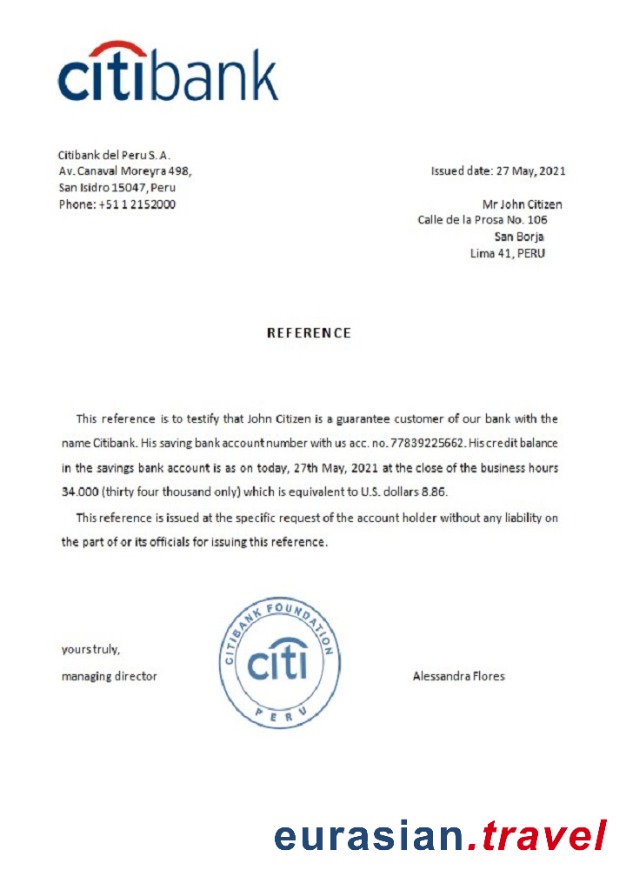 citibank
Citibank del Peru S. A.
Av. Canaval Moreyra 498,
San Isidro 15047, Peru
Phone: +51 1 2152000
Issued date: 27 May, 2021
Mr John Citizen
Calle de la Prosa No. 106
San Borja
Lima 41, PERU
REFERENCE
This reference is to testify that John Citizen is a guarantee customer of our bank with the
name Citibank. His saving bank account number with us acc. no. 77839225662. His credit balance
in the savings bank account is as on today, 27th May, 2021 at the close of the business hours
34.000 (thirty four thousand only) which is equivalent to U.S. dollars 8.86.
This reference is issued at the specific request of the account holder without any liability on
the part of or its officials for issuing this reference.
yours truly,
managing director
CITIBANK FOUNDATION
citi
PERU
Alessandra Flores
eurasian.travel